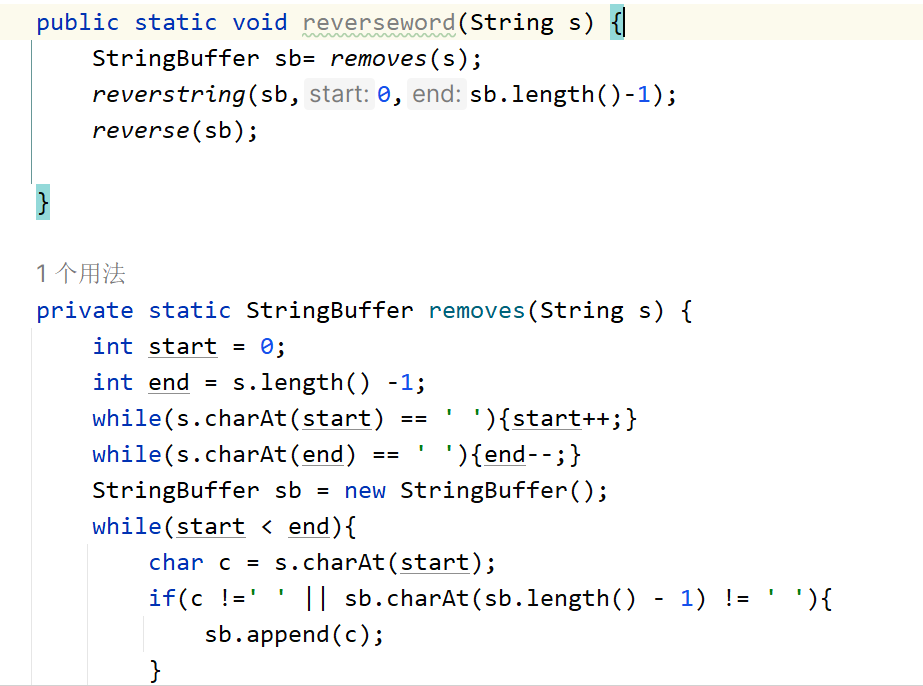 public static void reverseword(String s) {
    StringBuffer sb= removes(s);
    reverstring(sb, start: 0, end: sb.length()-1);
    reverse(sb);
}
1 个用法
private static StringBuffer removes(String s) {
    int start = 0;
    int end = s.length() -1;
    while(s.charAt(start) == ' '){start++;}
    while(s.charAt(end) == ' '){end--;}
    StringBuffer sb = new StringBuffer();
    while(start < end){
        char c = s.charAt(start);
        if(c !=' ' || sb.charAt(sb.length() - 1) != ' '){
            sb.append(c);
        }